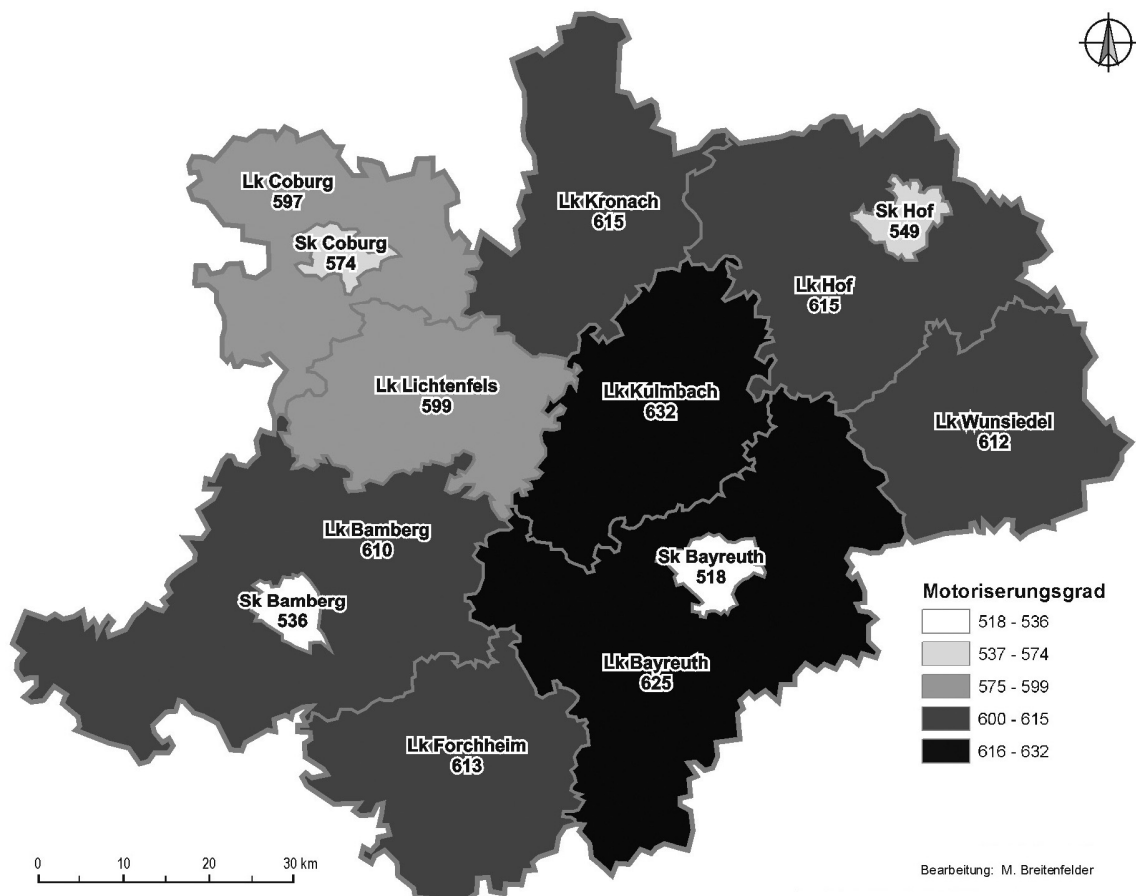 Lk Coburg
597
Sk Coburg
574
Lk Kronach
615
Sk Hof
549
Lk Hof
615
Lk Lichtenfels
599
Lk Kulmbach
632
Lk Wunsiedel
612
Lk Bamberg
610
Sk Bamberg
536
Sk Bayreuth
518
Lk Bayreuth
625
Lk Forchheim
613
Motoriserungsgrad
518 - 536
537 - 574
575 - 599
600 - 615
616 - 632
0 10 20 30 km
Bearbeitung: M. Breitenfelder